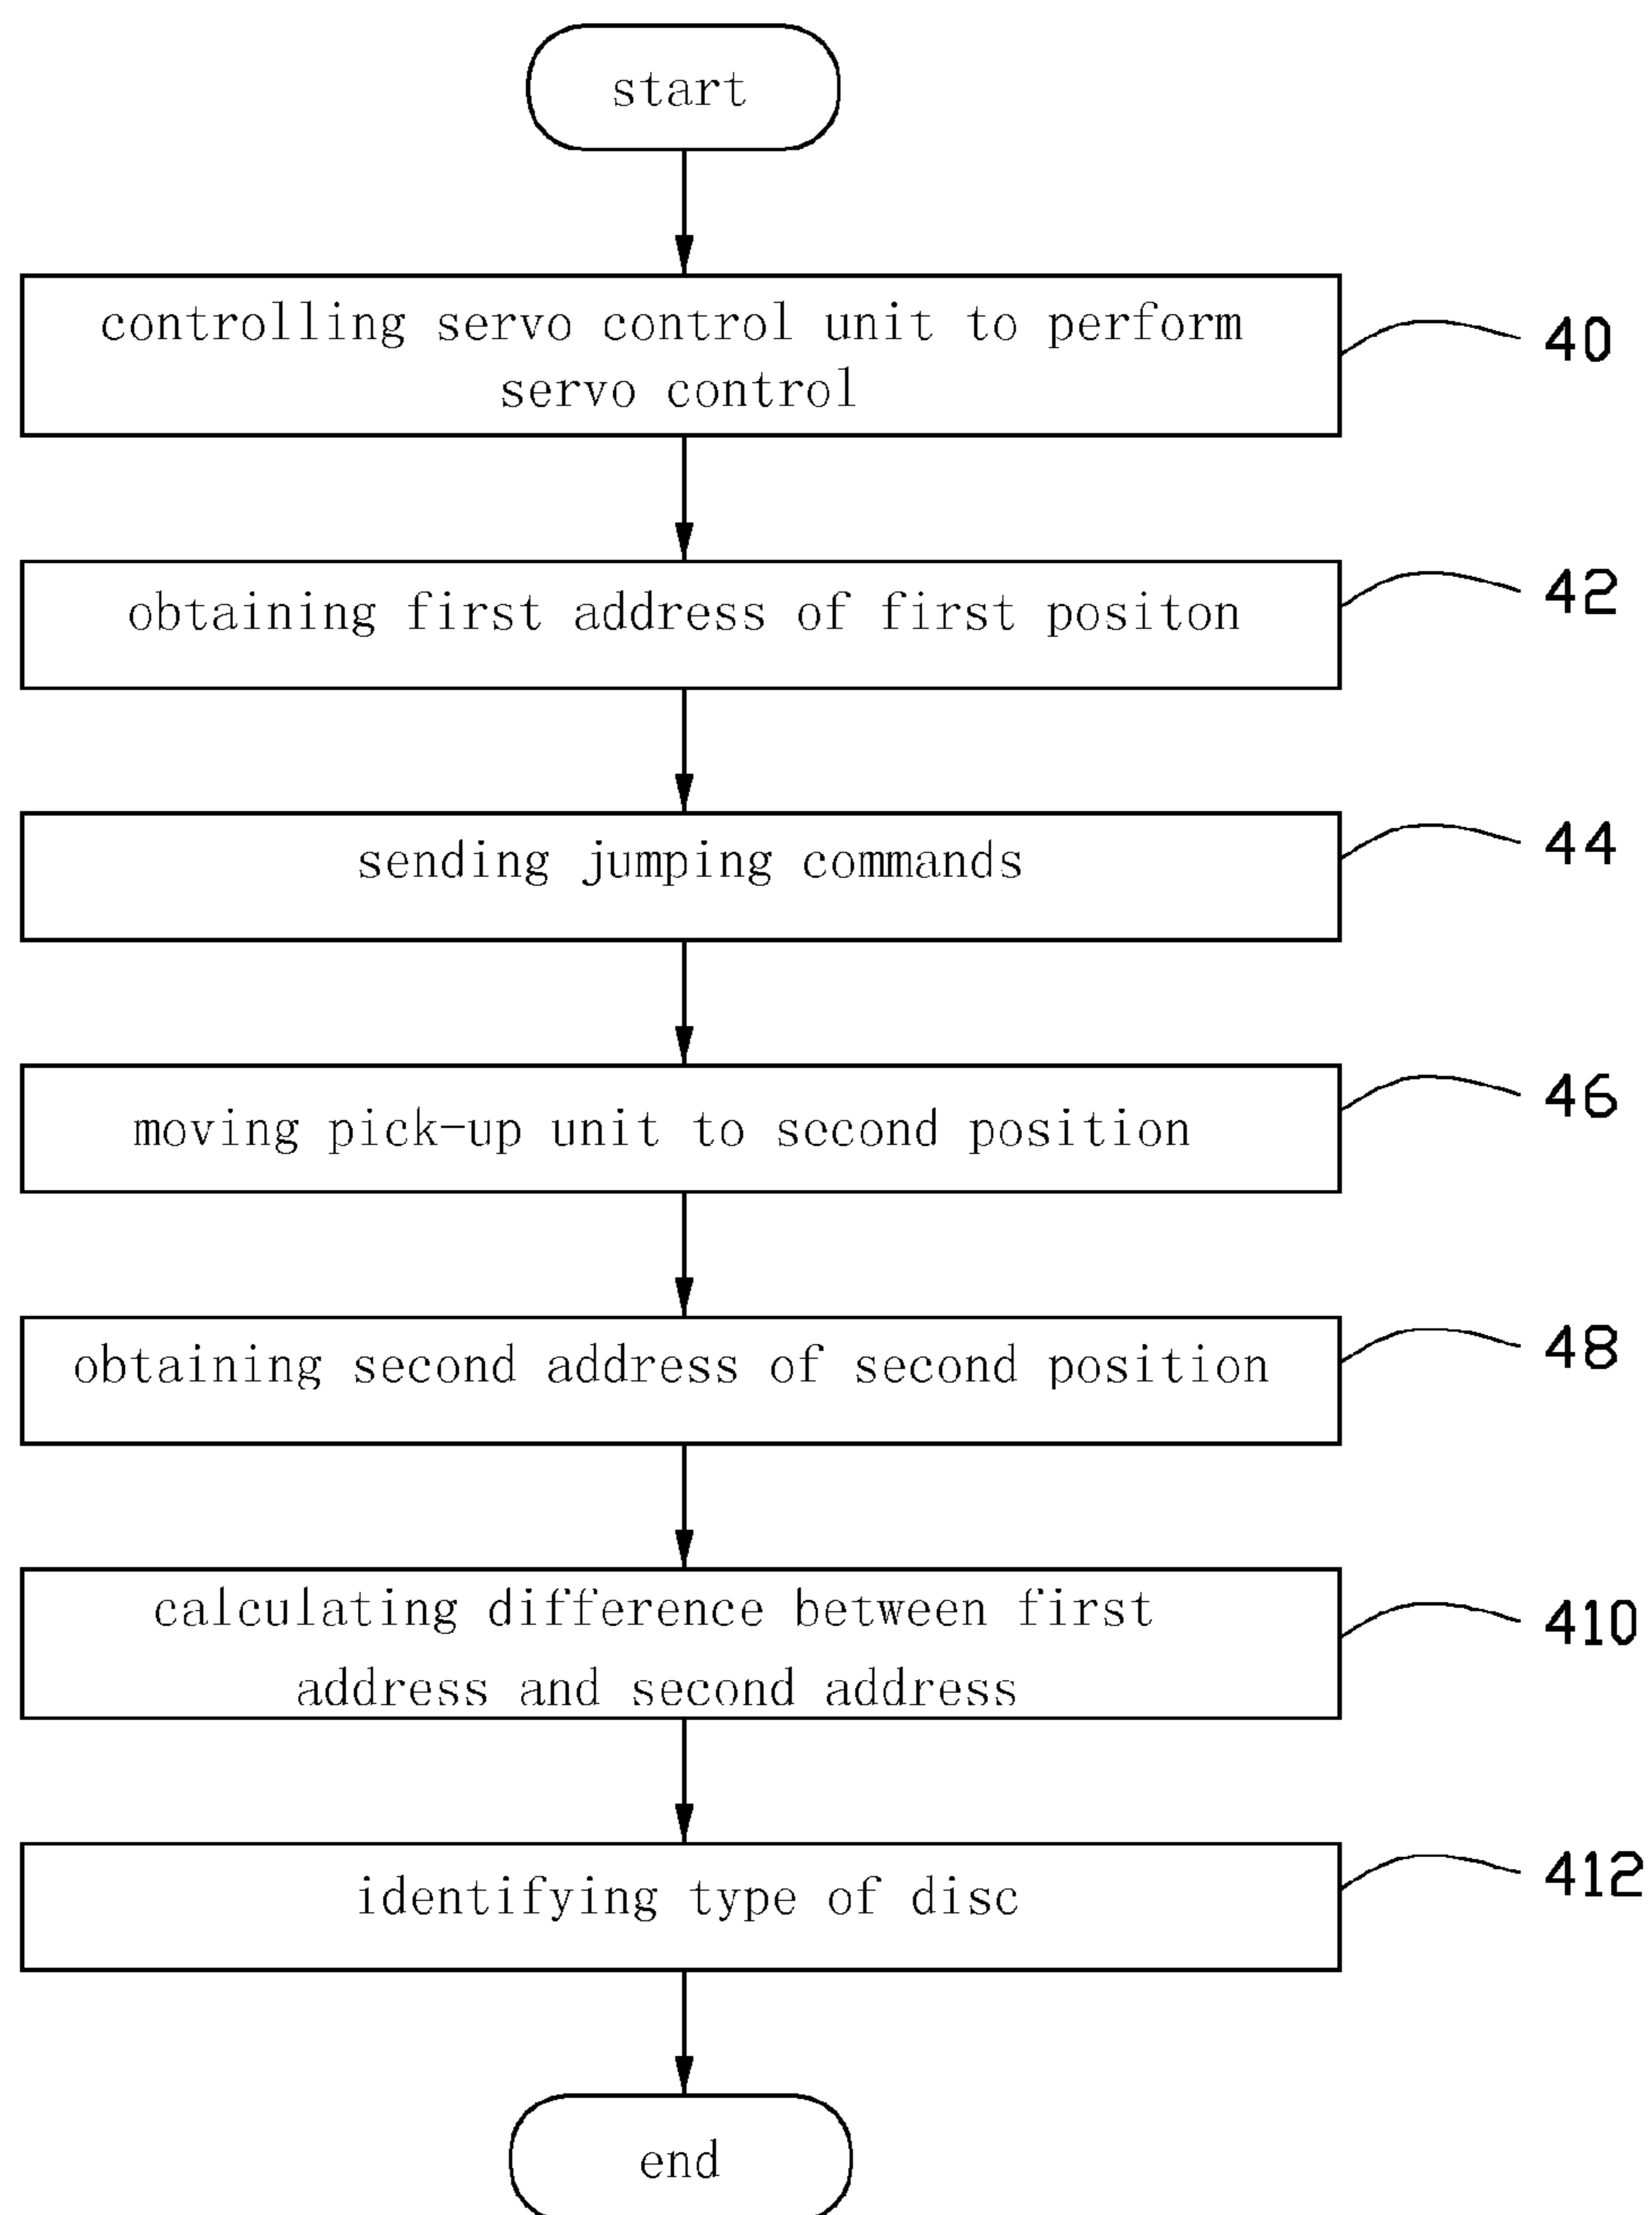 start
controlling servo control unit to perform
servo control
40
obtaining first address of first positon
42
sending jumping commands
44
moving pick-up unit to second position
46
obtaining second address of second position
48
calculating difference between first
address and second address
410
identifying type of disc
412
end